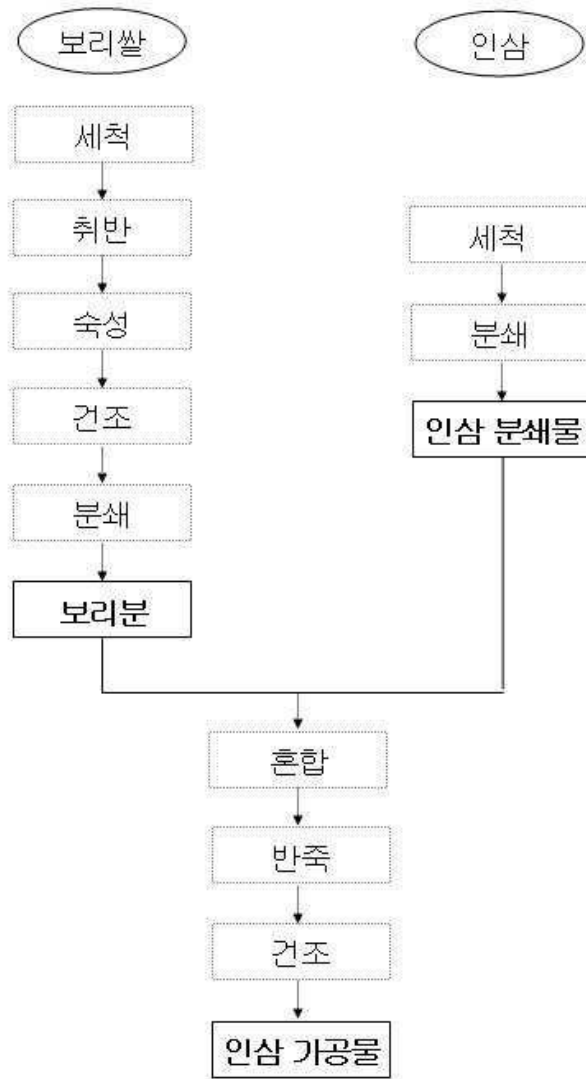 보리쌀
세척
취반
숙성
건조
분쇄
보리분
인삼
세척
분쇄
인삼 분쇄물
혼합
반죽
건조
인삼 가공물